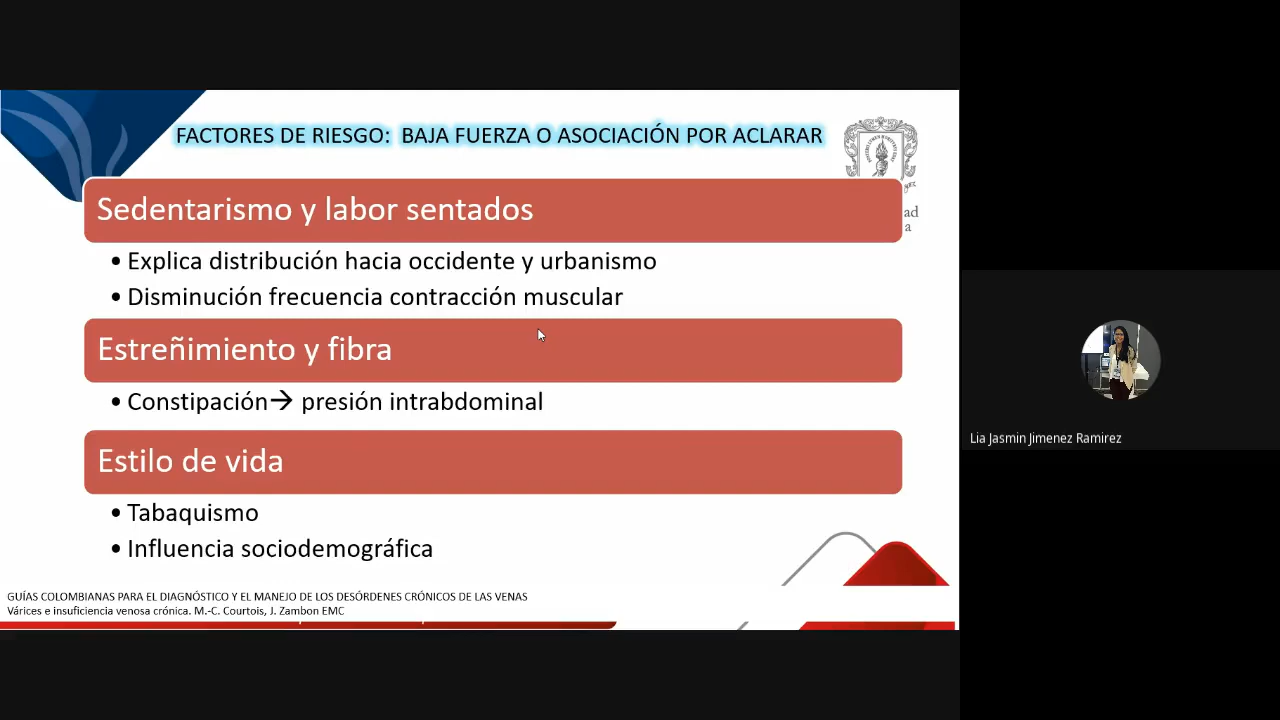 FACTORES DE RIESGO: BAJA FUERZA O ASOCIACIÓN POR ACLARAR
ad
a
Sedentarismo y labor sentados
• Explica distribución hacia occidente y urbanismo
• Disminución frecuencia contracción muscular
Estreñimiento y fibra
• Constipación→ presión intrabdominal
Estilo de vida
• Tabaquismo
• Influencia sociodemográfica
GUÍAS COLOMBIANAS PARA EL DIAGNÓSTICO Y EL MANEJO DE LOS DESÓRDENES CRÓNICOS DE LAS VENAS
Várices e insuficiencia venosa crónica. M.-C. Courtois, J. Zambon EMC
Lia Jasmin Jimenez Ramirez